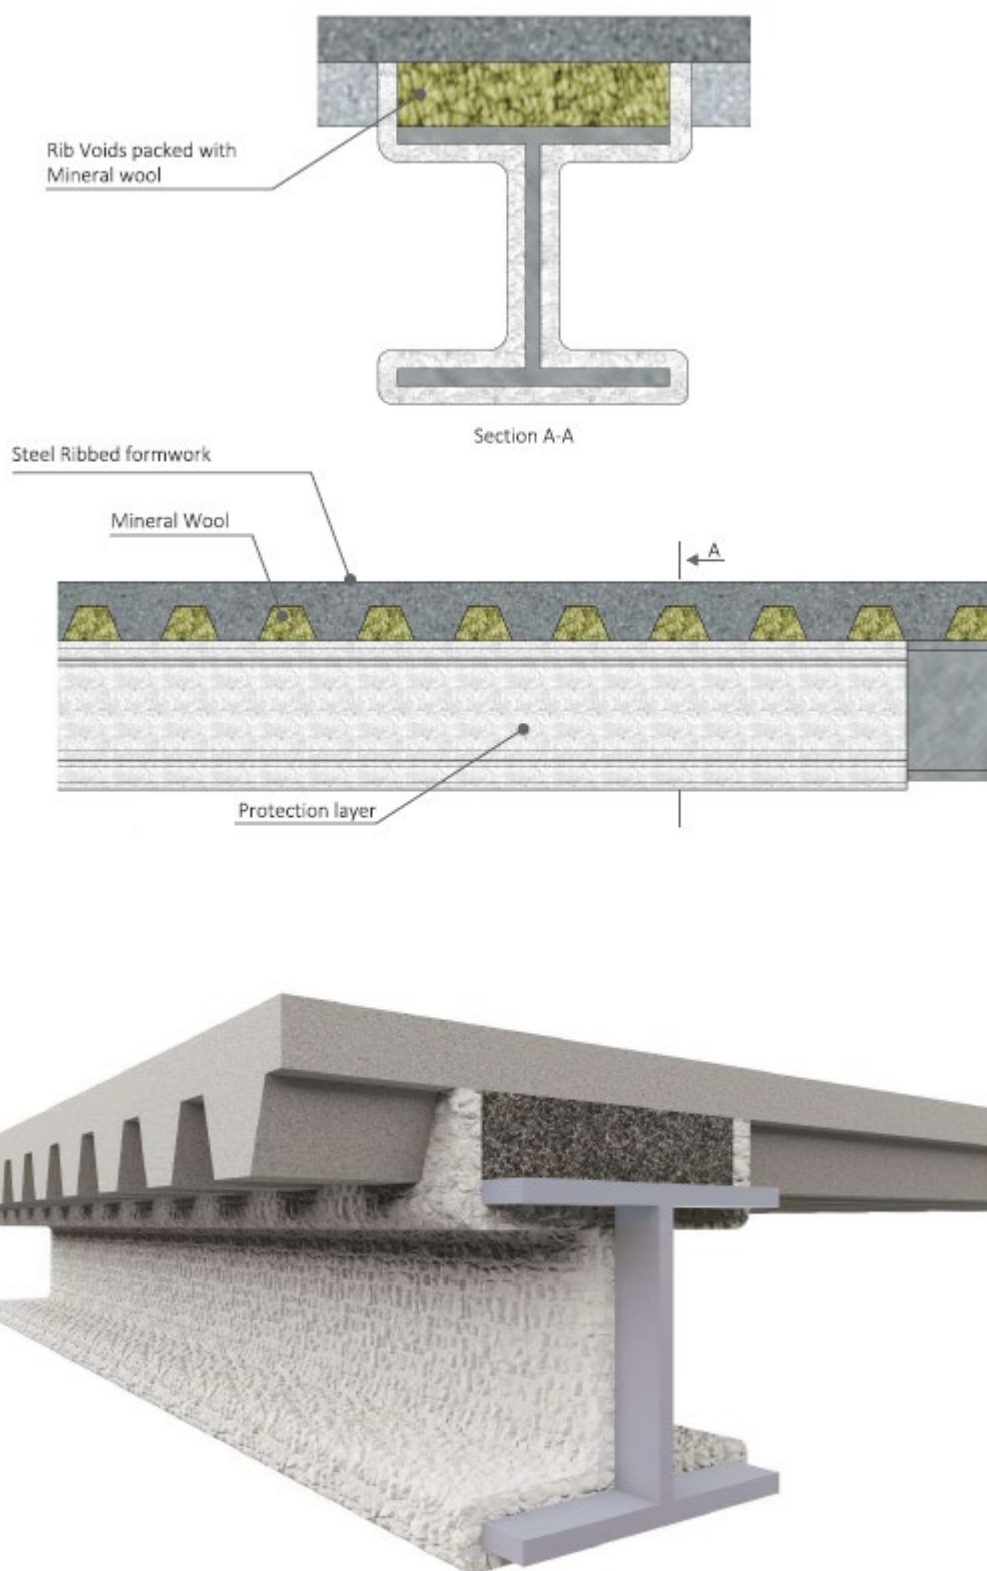 Rib Voids packed with
Mineral wool
Section A-A
Steel Ribbed formwork
Mineral Wool
A
Protection layer